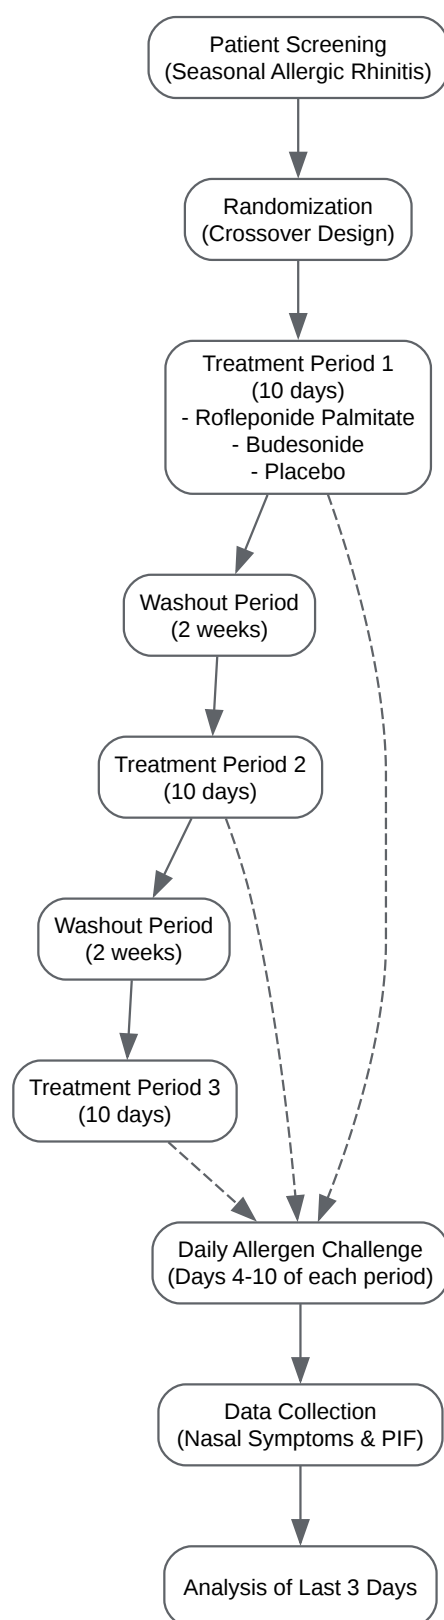 Patient Screening
(Seasonal Allergic Rhinitis)
Randomization
(Crossover Design)
Treatment Period 1
(10 days)
- Rofleponide Palmitate
- Budesonide
- Placebo
Washout Period
(2 weeks)
Treatment Period 2
(10 days)
Washout Period
(2 weeks)
Treatment Period 3
(10 days)
Daily Allergen Challenge
(Days 4-10 of each period)
Data Collection
(Nasal Symptoms & PIF)
Analysis of Last 3 Days